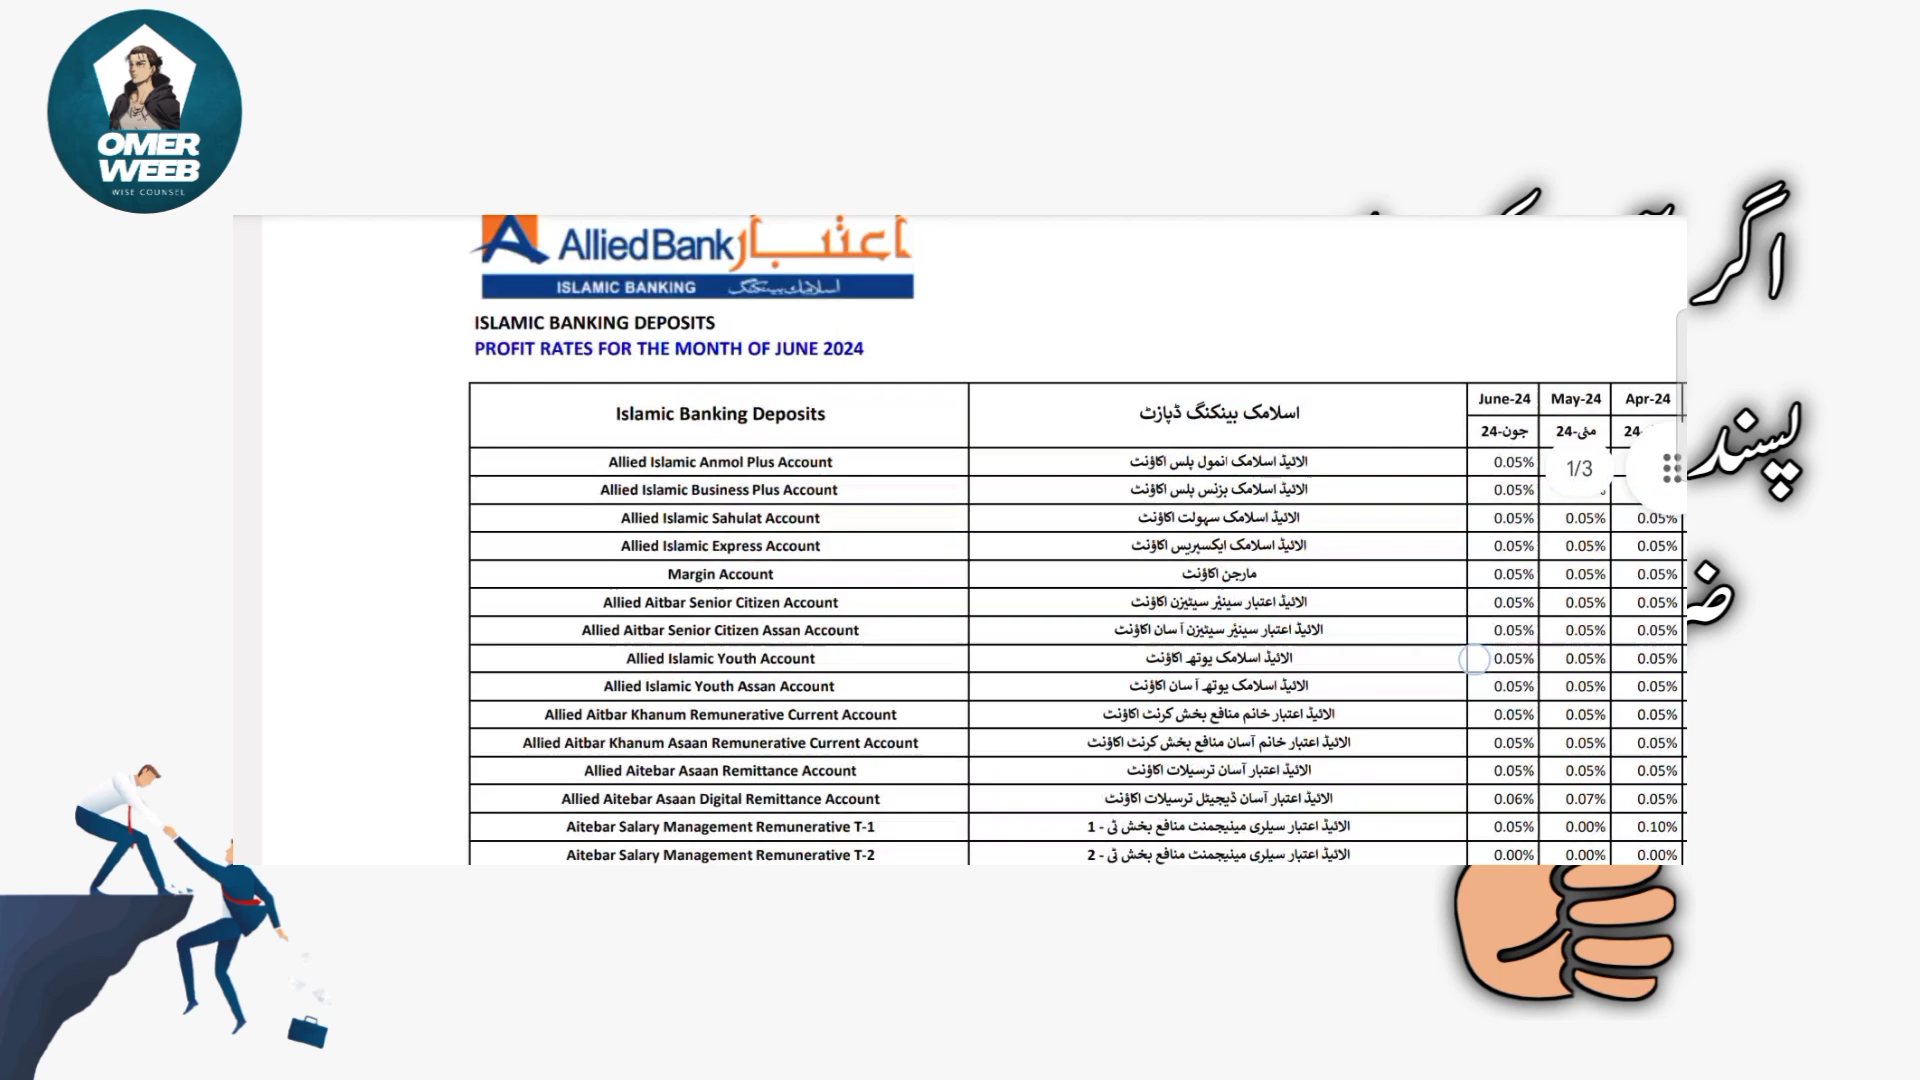 OMER
WEEB
WISE COUNSEL
اگر
پسند
Allied Bank اعتبار
ISLAMIC BANKING اسلامک بینکنگ
ISLAMIC BANKING DEPOSITS
PROFIT RATES FOR THE MONTH OF JUNE 2024
Islamic Banking Deposits اسلامک بینکنگ ڈپازٹ June-24 May-24 Apr-24
جون-24 مئی-24 24
1/3
Allied Islamic Anmol Plus Account الائیڈ اسلامک انمول پلس اکاؤنٹ 0.05%
Allied Islamic Business Plus Account الائیڈ اسلامک بزنس پلس اکاؤنٹ 0.05%
Allied Islamic Sahulat Account الائیڈ اسلامک سہولت اکاؤنٹ 0.05% 0.05% 0.05%
Allied Islamic Express Account الائیڈ اسلامک ایکسپریس اکاؤنٹ 0.05% 0.05% 0.05%
Margin Account مارجن اکاؤنٹ 0.05% 0.05% 0.05%
Allied Aitbar Senior Citizen Account الائیڈ اعتبار سینئر سیٹیزن اکاؤنٹ 0.05% 0.05% 0.05%
Allied Aitbar Senior Citizen Assan Account الائیڈ اعتبار سینئر سیٹیزن آسان اکاؤنٹ 0.05% 0.05% 0.05%
Allied Islamic Youth Account الائیڈ اسلامک یوتھ اکاؤنٹ 0.05% 0.05% 0.05%
Allied Islamic Youth Assan Account الائیڈ اسلامک یوتھ آسان اکاؤنٹ 0.05% 0.05% 0.05%
Allied Aitbar Khanum Remunerative Current Account الائیڈ اعتبار خانم منافع بخش کرنٹ اکاؤنٹ 0.05% 0.05% 0.05%
Allied Aitbar Khanum Asaan Remunerative Current Account الائیڈ اعتبار خانم آسان منافع بخش کرنٹ اکاؤنٹ 0.05% 0.05% 0.05%
Allied Aitebar Asaan Remittance Account الائیڈ اعتبار آسان ترسیلات اکاؤنٹ 0.05% 0.05% 0.05%
Allied Aitebar Asaan Digital Remittance Account الائیڈ اعتبار آسان ڈیجیٹل ترسیلات اکاؤنٹ 0.06% 0.07% 0.05%
Aitebar Salary Management Remunerative T-1 الائیڈ اعتبار سیلری مینیجمنٹ منافع بخش ٹی - 1 0.05% 0.00% 0.10%
Aitebar Salary Management Remunerative T-2 الائیڈ اعتبار سیلری مینیجمنٹ منافع بخش ٹی - 2 0.00% 0.00% 0.00%